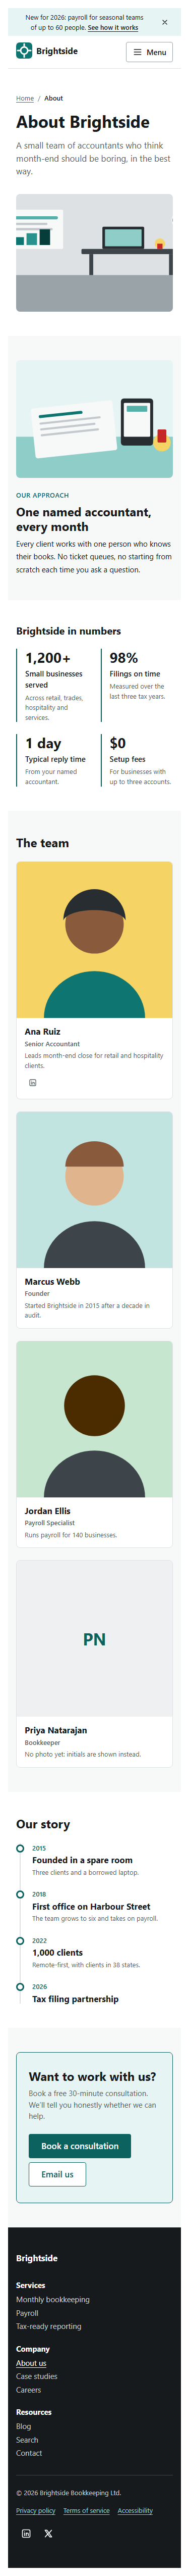 New for 2026: payroll for seasonal teams
of up to 60 people. See how it works
Brightside
Menu
Home / About
About Brightside
A small team of accountants who think
month-end should be boring, in the best
way.
OUR APPROACH
One named accountant,
every month
Every client works with one person who knows
their books. No ticket queues, no starting from
scratch each time you ask a question.
Brightside in numbers
1,200+
Small businesses
served
Across retail, trades,
hospitality and
services.
98%
Filings on time
Measured over the
last three tax years.
1 day
Typical reply time
From your named
accountant.
$0
Setup fees
For businesses with
up to three accounts.
The team
Ana Ruiz
Senior Accountant
Leads month-end close for retail and hospitality
clients.
Marcus Webb
Founder
Started Brightside in 2015 after a decade in
audit.
Jordan Ellis
Payroll Specialist
Runs payroll for 140 businesses.
PN
Priya Natarajan
Bookkeeper
No photo yet: initials are shown instead.
Our story
2015
Founded in a spare room
Three clients and a borrowed laptop.
2018
First office on Harbour Street
The team grows to six and takes on payroll.
2022
1,000 clients
Remote-first, with clients in 38 states.
2026
Tax filing partnership
Want to work with us?
Book a free 30-minute consultation.
We'll tell you honestly whether we can
help.
Book a consultation
Email us
Brightside
Services
Monthly bookkeeping
Payroll
Tax-ready reporting
Company
About us
Case studies
Careers
Resources
Blog
Search
Contact
© 2026 Brightside Bookkeeping Ltd.
Privacy policy Terms of service Accessibility